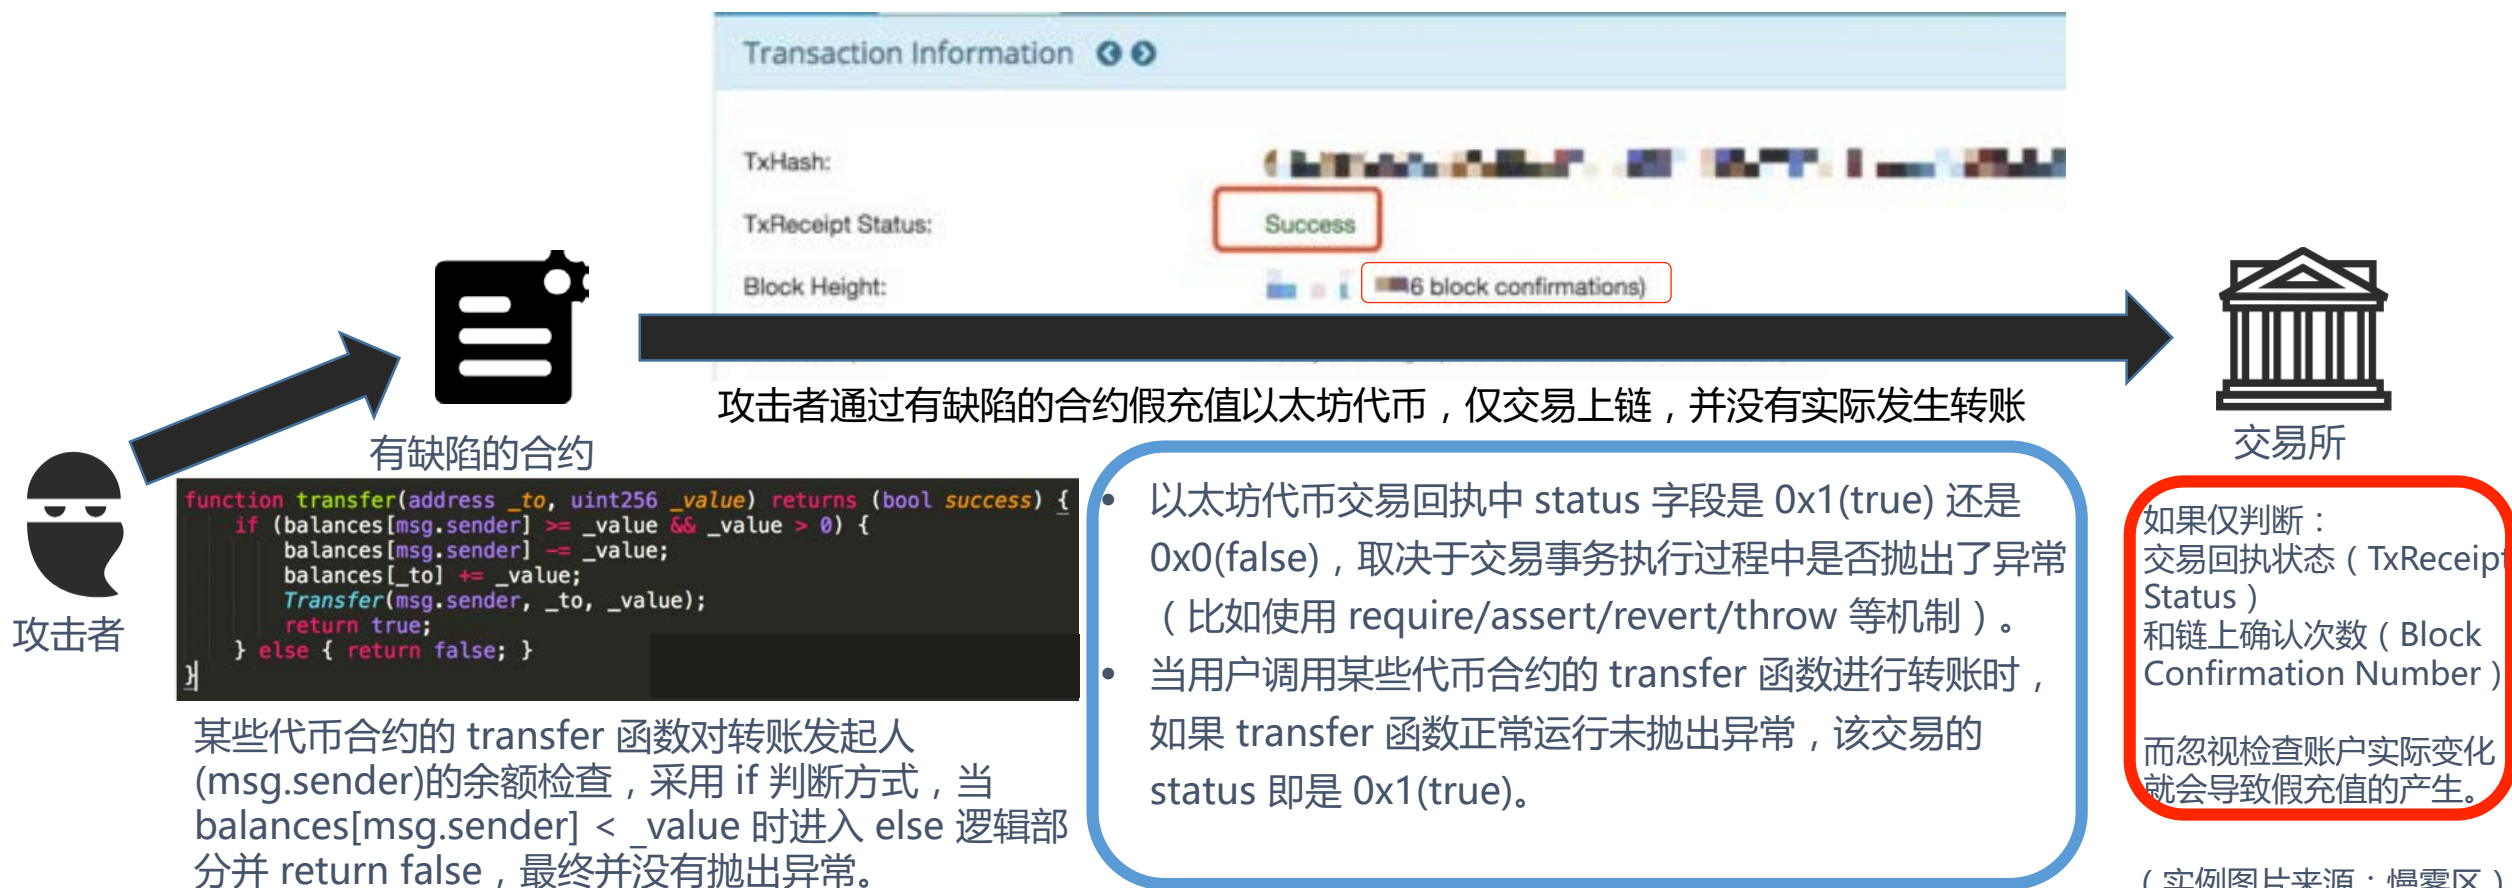 Transaction Information
TxHash:
TxReceipt Status:
Success
Block Height:
6 block confirmations)
攻击者通过有缺陷的合约假充值以太坊代币，仅交易上链，并没有实际发生转账
有缺陷的合约
攻击者
交易所
function transfer(address _to, uint256 _value) returns (bool success) {
if (balances[msg.sender] >= _value && _value > 0) {
balances[msg.sender] -= _value;
balances[_to] += _value;
Transfer(msg.sender, _to, _value);
return true;
} else { return false; }
}
某些代币合约的 transfer 函数对转账发起人
(msg.sender)的余额检查，采用 if 判断方式，当
balances[msg.sender] < _value 时进入 else 逻辑部
分并 return false，最终并没有抛出异常。
• 以太坊代币交易回执中 status 字段是 0x1(true) 还是
0x0(false)，取决于交易事务执行过程中是否抛出了异常
（比如使用 require/assert/revert/throw 等机制）。
• 当用户调用某些代币合约的 transfer 函数进行转账时，
如果 transfer 函数正常运行未抛出异常，该交易的
status 即是 0x1(true)。
如果仅判断：
交易回执状态（TxReceipt
Status）
和链上确认次数（Block
Confirmation Number）
而忽视检查账户实际变化
就会导致假充值的产生。
（实例图片来源：慢雾区）